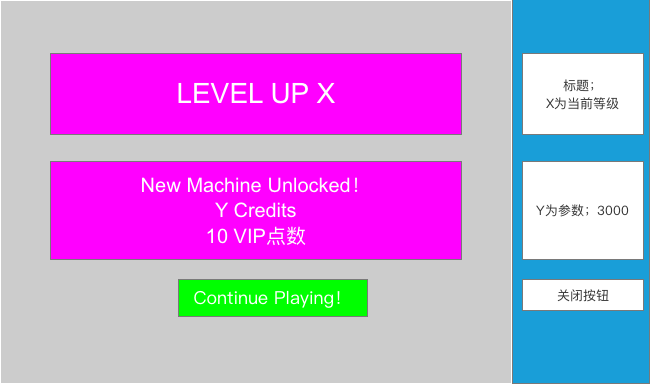 LEVEL UP X
标题；
X为当前等级
New Machine Unlocked！
Y Credits
10 VIP点数
Y为参数；3000
Continue Playing！
关闭按钮